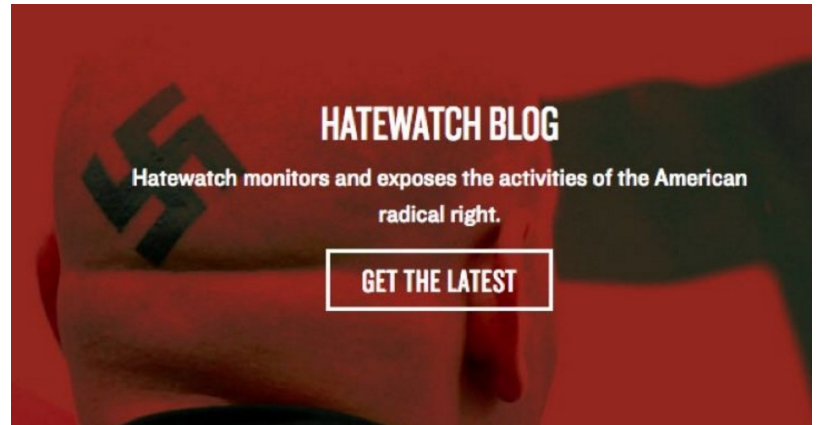 HATEWATCH BLOG
Hatewatch monitors and exposes the activities of the American
radical right.
GET THE LATEST